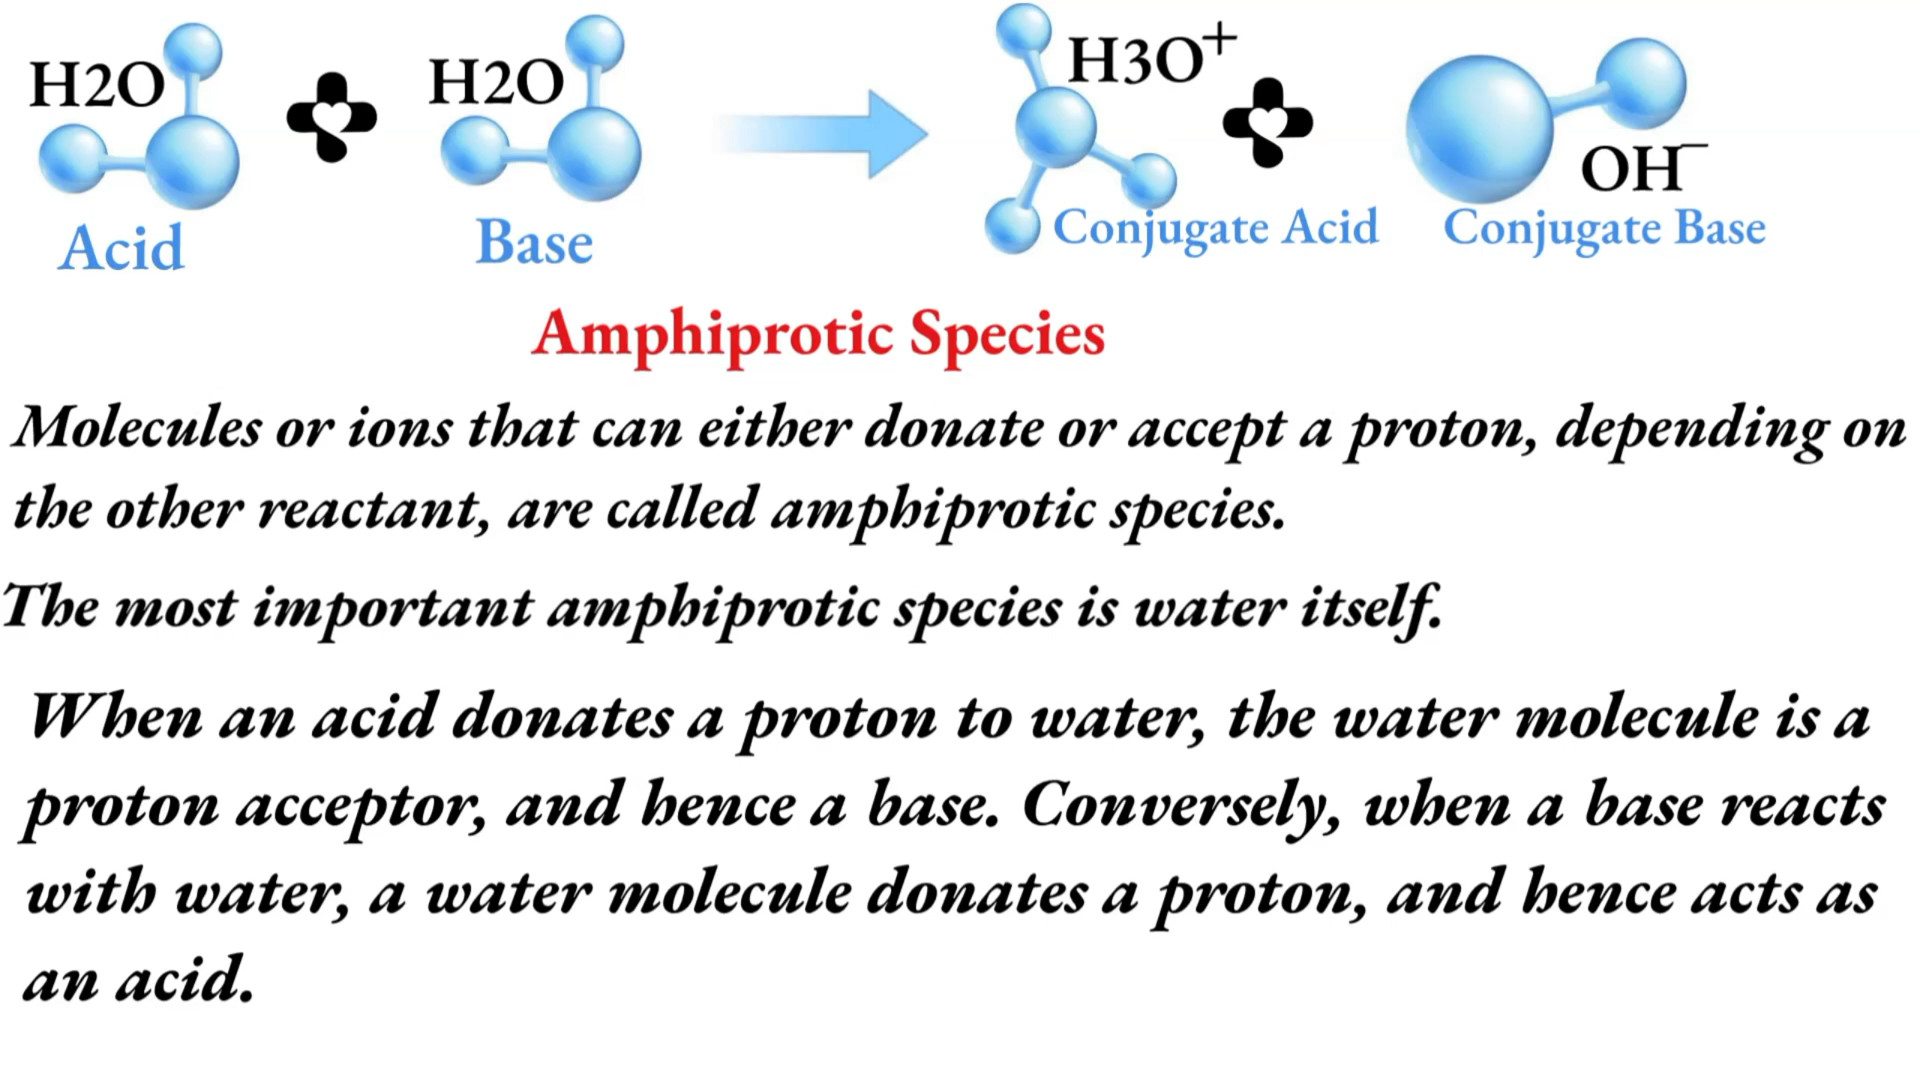 H2O H2O H3O⁺ OH⁻
Acid Base Conjugate Acid Conjugate Base
Amphiprotic Species
Molecules or ions that can either donate or accept a proton, depending on
the other reactant, are called amphiprotic species.
The most important amphiprotic species is water itself.
When an acid donates a proton to water, the water molecule is a
proton acceptor, and hence a base. Conversely, when a base reacts
with water, a water molecule donates a proton, and hence acts as
an acid.